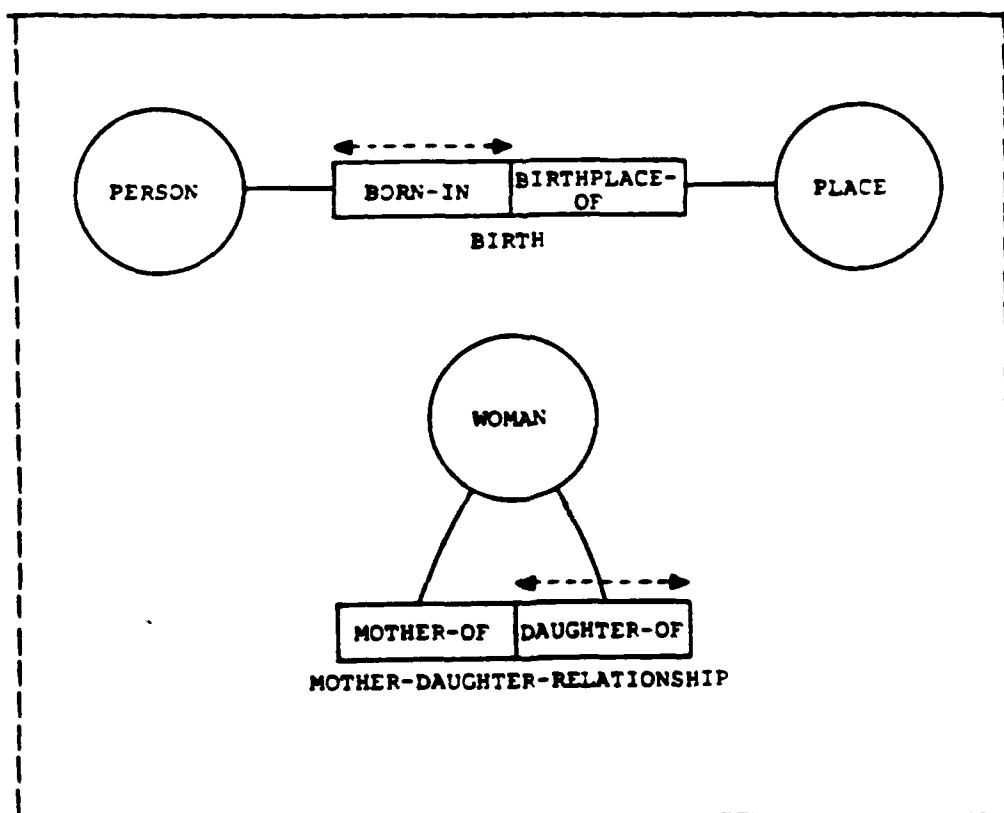 PERSON
BORN-IN
BIRTHPLACE-
OF
PLACE
BIRTH
WOMAN
MOTHER-OF
DAUGHTER-OF
MOTHER-DAUGHTER-RELATIONSHIP